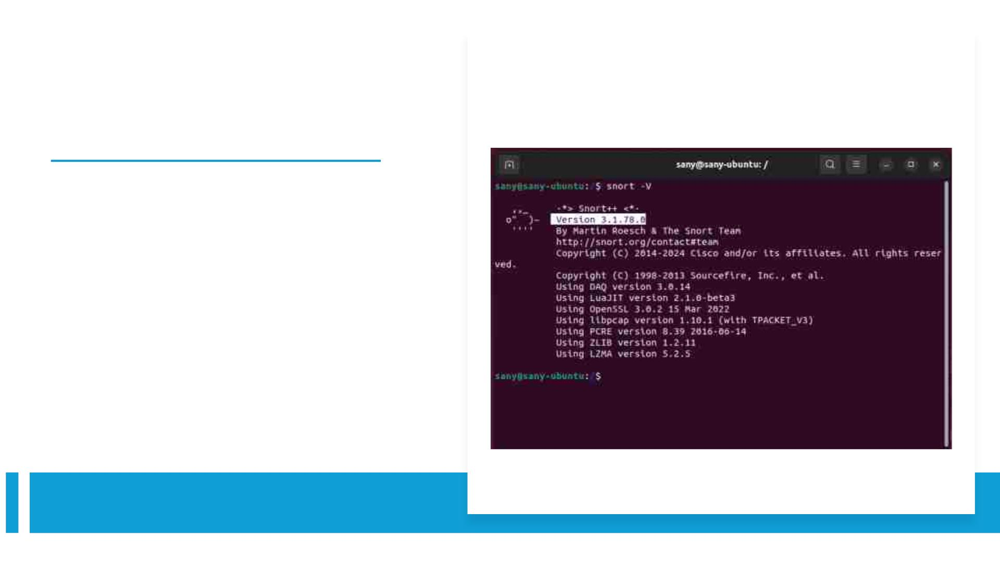 sany@sany-ubuntu: /
sany@sany-ubuntu:/$ snort -V
-*> Snort++ <*-
Version 3.1.78.0
By Martin Roesch & The Snort Team
http://snort.org/contact#team
Copyright (C) 2014-2024 Cisco and/or its affiliates. All rights reser
ved.
Copyright (C) 1998-2013 Sourcefire, Inc., et al.
Using DAQ version 3.0.14
Using LuaJIT version 2.1.0-beta3
Using OpenSSL 3.0.2 15 Mar 2022
Using libpcap version 1.10.1 (with TPACKET_V3)
Using PCRE version 8.39 2016-06-14
Using ZLIB version 1.2.11
Using LZMA version 5.2.5
sany@sany-ubuntu:/$